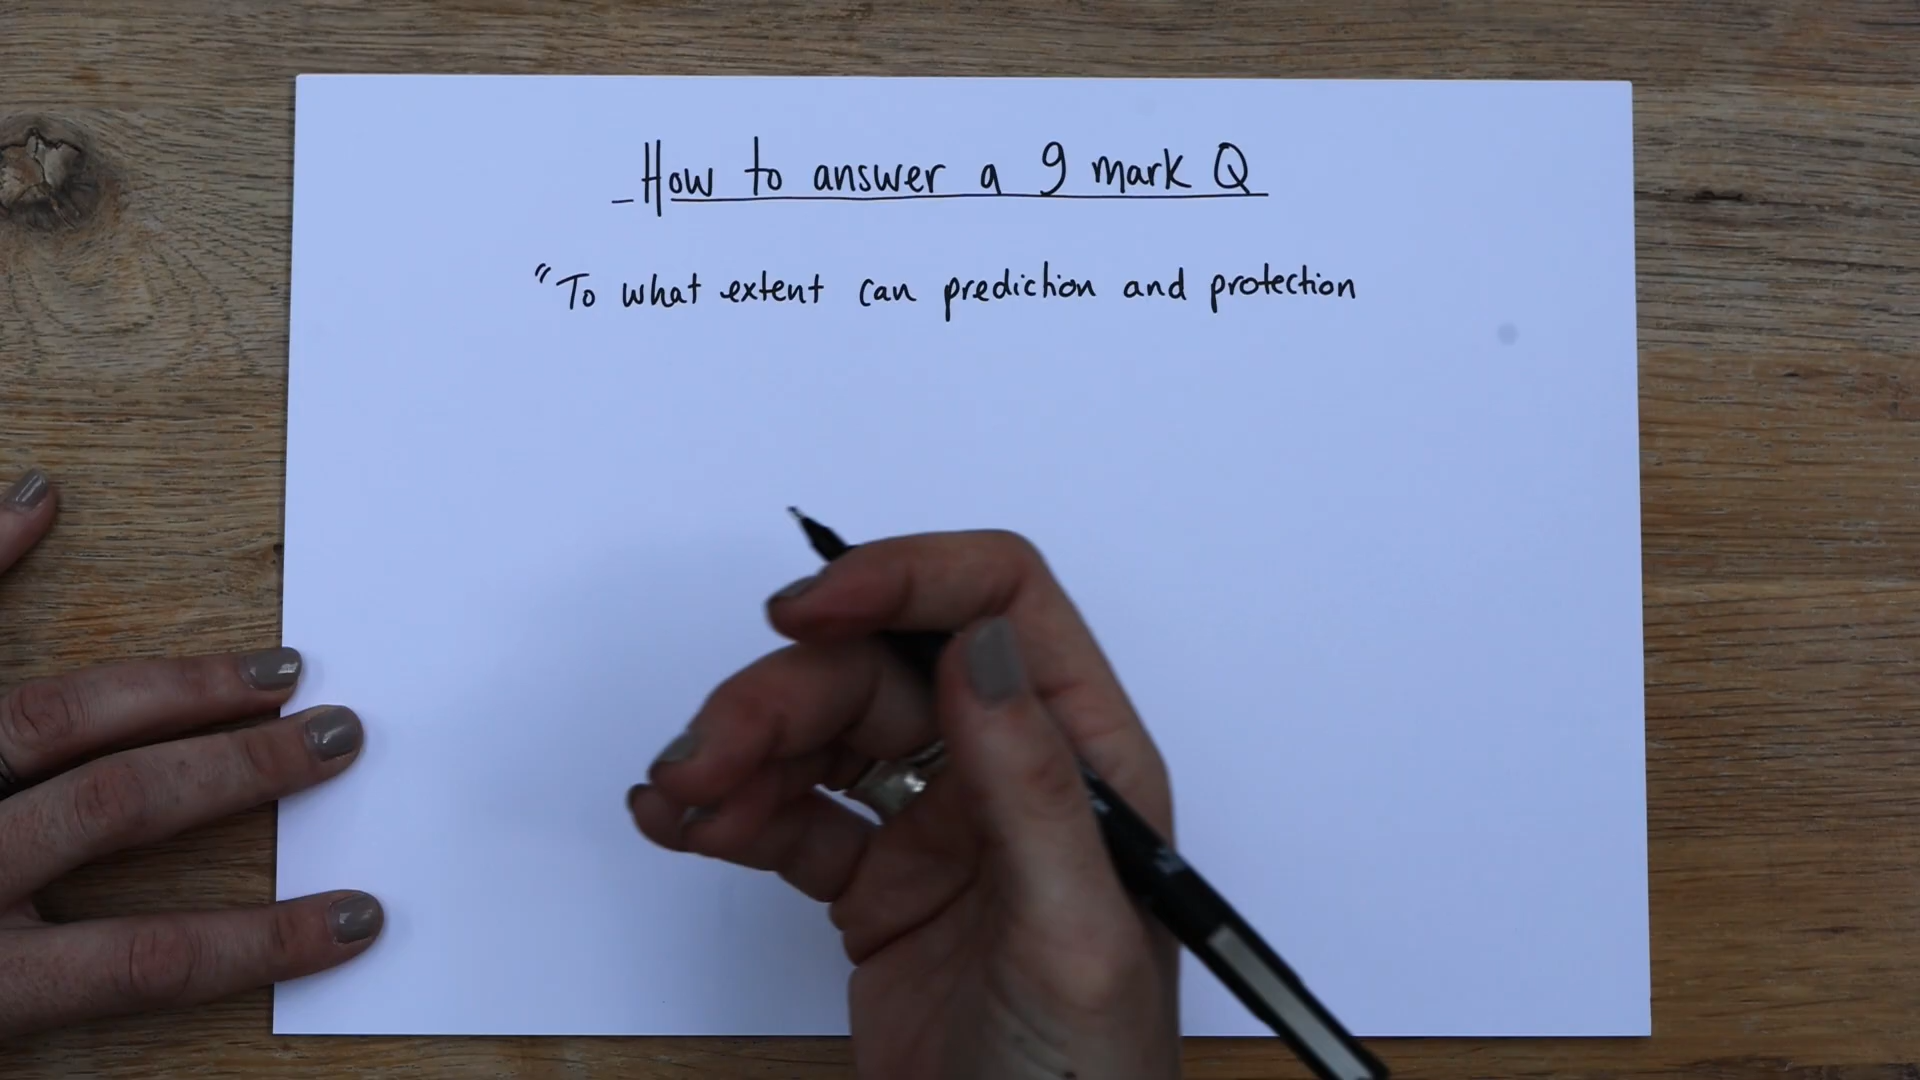 How to answer a 9 mark Q
"To what extent can prediction and protection